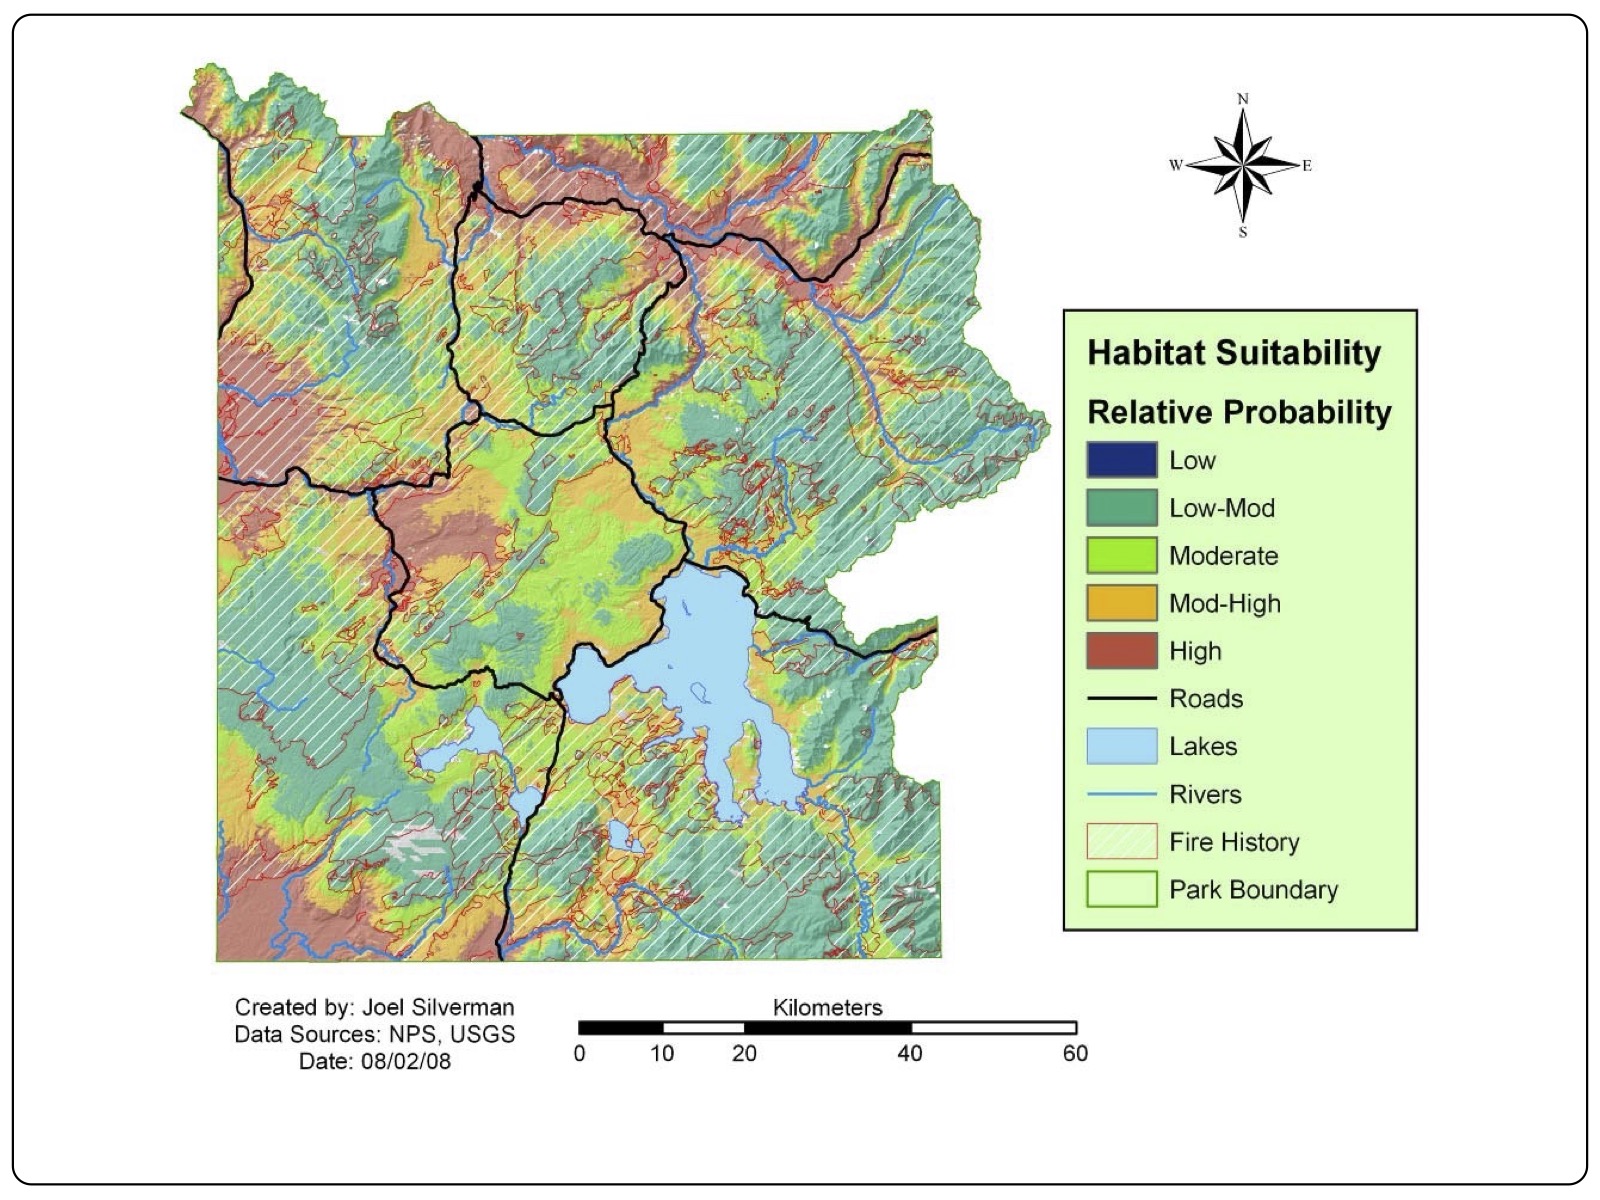 N
W
E
S
Habitat Suitability
Relative Probability
Low
Low-Mod
Moderate
Mod-High
High
Roads
Lakes
Rivers
Fire History
Park Boundary
Created by: Joel Silverman
Data Sources: NPS, USGS
Date: 08/02/08
Kilometers
0 10 20 40 60